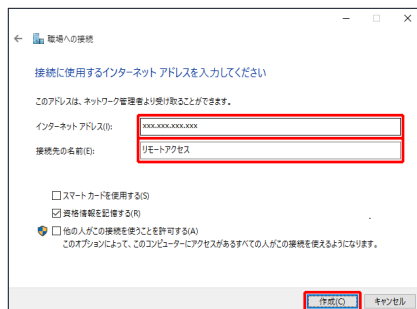 職場への接続
接続に使用するインターネット アドレスを入力してください
このアドレスは、ネットワーク管理者より受け取ることができます。
インターネット アドレス(I): xxx.xxx.xxx.xxx
接続先の名前(E): リモートアクセス
スマート カードを使用する(S)
資格情報を記憶する(R)
他の人がこの接続を使うことを許可する(A)
このオプションによって、このコンピューターにアクセスがあるすべての人がこの接続を使えるようになります。
作成(C) キャンセル